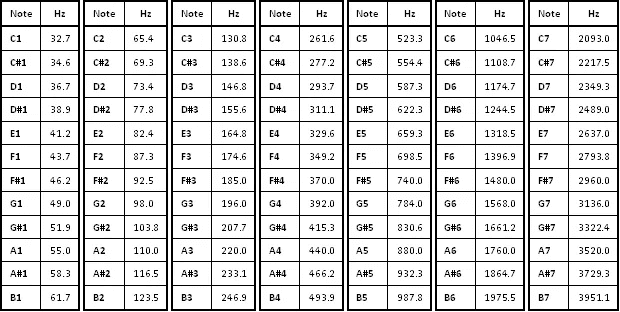 Note Hz Note Hz Note Hz Note Hz Note Hz Note Hz Note Hz
C1 32.7 C2 65.4 C3 130.8 C4 261.6 C5 523.3 C6 1046.5 C7 2093.0
C#1 34.6 C#2 69.3 C#3 138.6 C#4 277.2 C#5 554.4 C#6 1108.7 C#7 2217.5
D1 36.7 D2 73.4 D3 146.8 D4 293.7 D5 587.3 D6 1174.7 D7 2349.3
D#1 38.9 D#2 77.8 D#3 155.6 D#4 311.1 D#5 622.3 D#6 1244.5 D#7 2489.0
E1 41.2 E2 82.4 E3 164.8 E4 329.6 E5 659.3 E6 1318.5 E7 2637.0
F1 43.7 F2 87.3 F3 174.6 F4 349.2 F5 698.5 F6 1396.9 F7 2793.8
F#1 46.2 F#2 92.5 F#3 185.0 F#4 370.0 F#5 740.0 F#6 1480.0 F#7 2960.0
G1 49.0 G2 98.0 G3 196.0 G4 392.0 G5 784.0 G6 1568.0 G7 3136.0
G#1 51.9 G#2 103.8 G#3 207.7 G#4 415.3 G#5 830.6 G#6 1661.2 G#7 3322.4
A1 55.0 A2 110.0 A3 220.0 A4 440.0 A5 880.0 A6 1760.0 A7 3520.0
A#1 58.3 A#2 116.5 A#3 233.1 A#4 466.2 A#5 932.3 A#6 1864.7 A#7 3729.3
B1 61.7 B2 123.5 B3 246.9 B4 493.9 B5 987.8 B6 1975.5 B7 3951.1